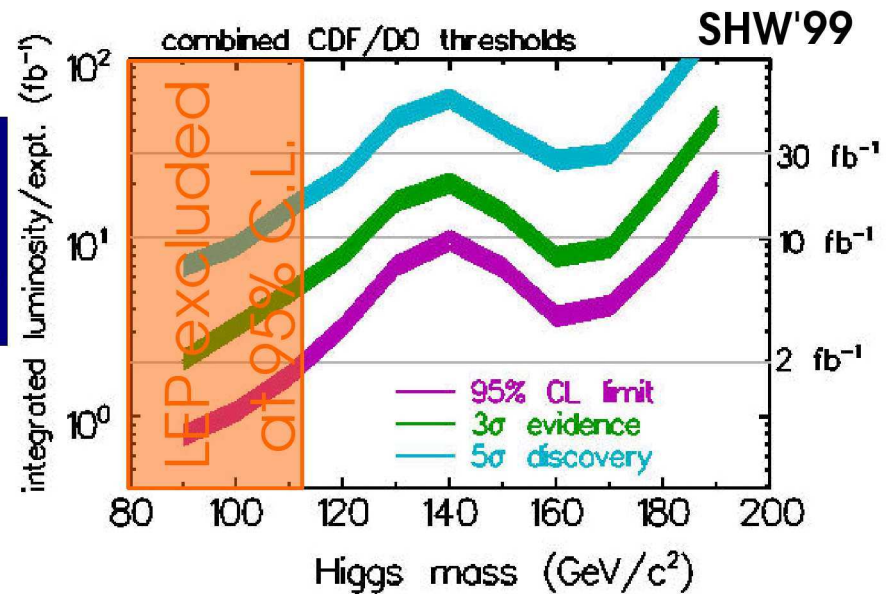 combined CDF/D0 thresholds
SHW'99
integrated luminosity/expt. (fb⁻¹)
10²
10¹
10⁰
LEP excluded
at 95% C.L.
30 fb⁻¹
10 fb⁻¹
2 fb⁻¹
95% CL limit
3σ evidence
5σ discovery
80 100 120 140 160 180 200
Higgs mass (GeV/c²)